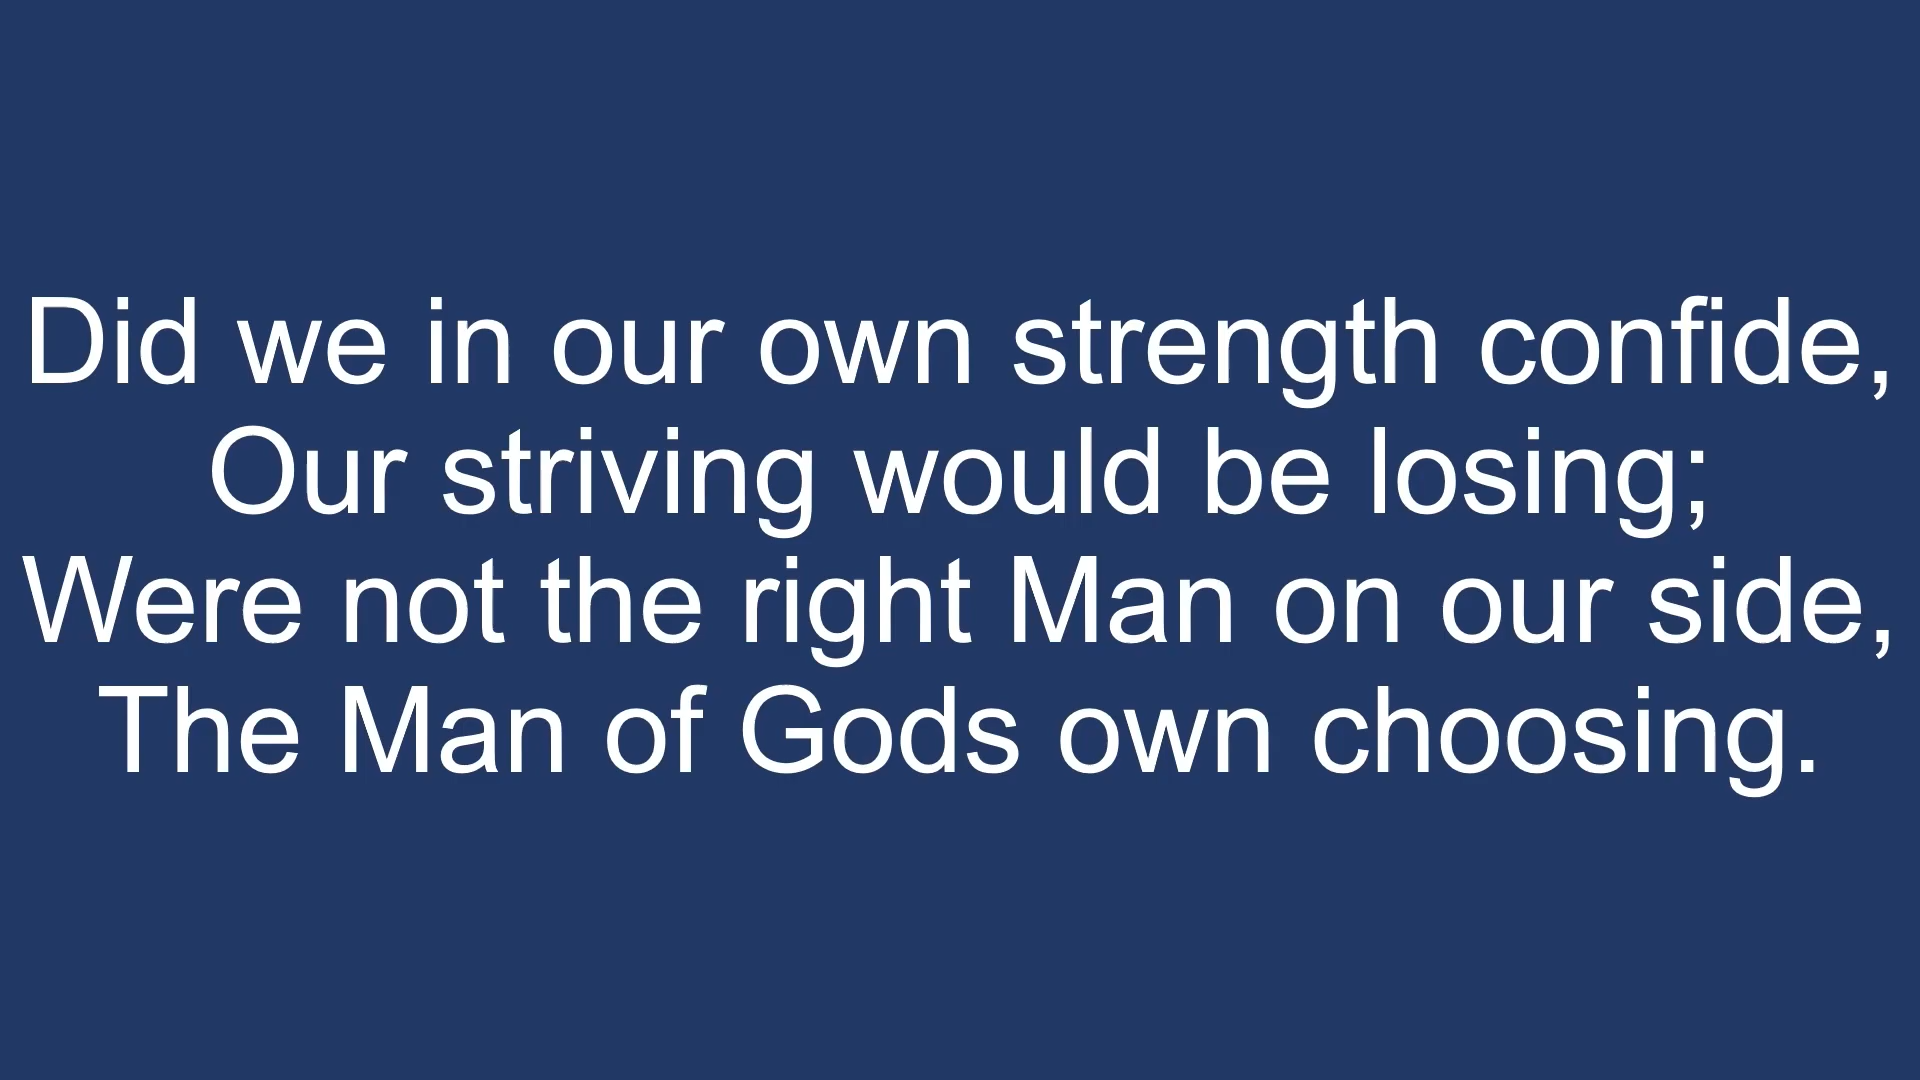 Did we in our own strength confide,
Our striving would be losing;
Were not the right Man on our side,
The Man of Gods own choosing.